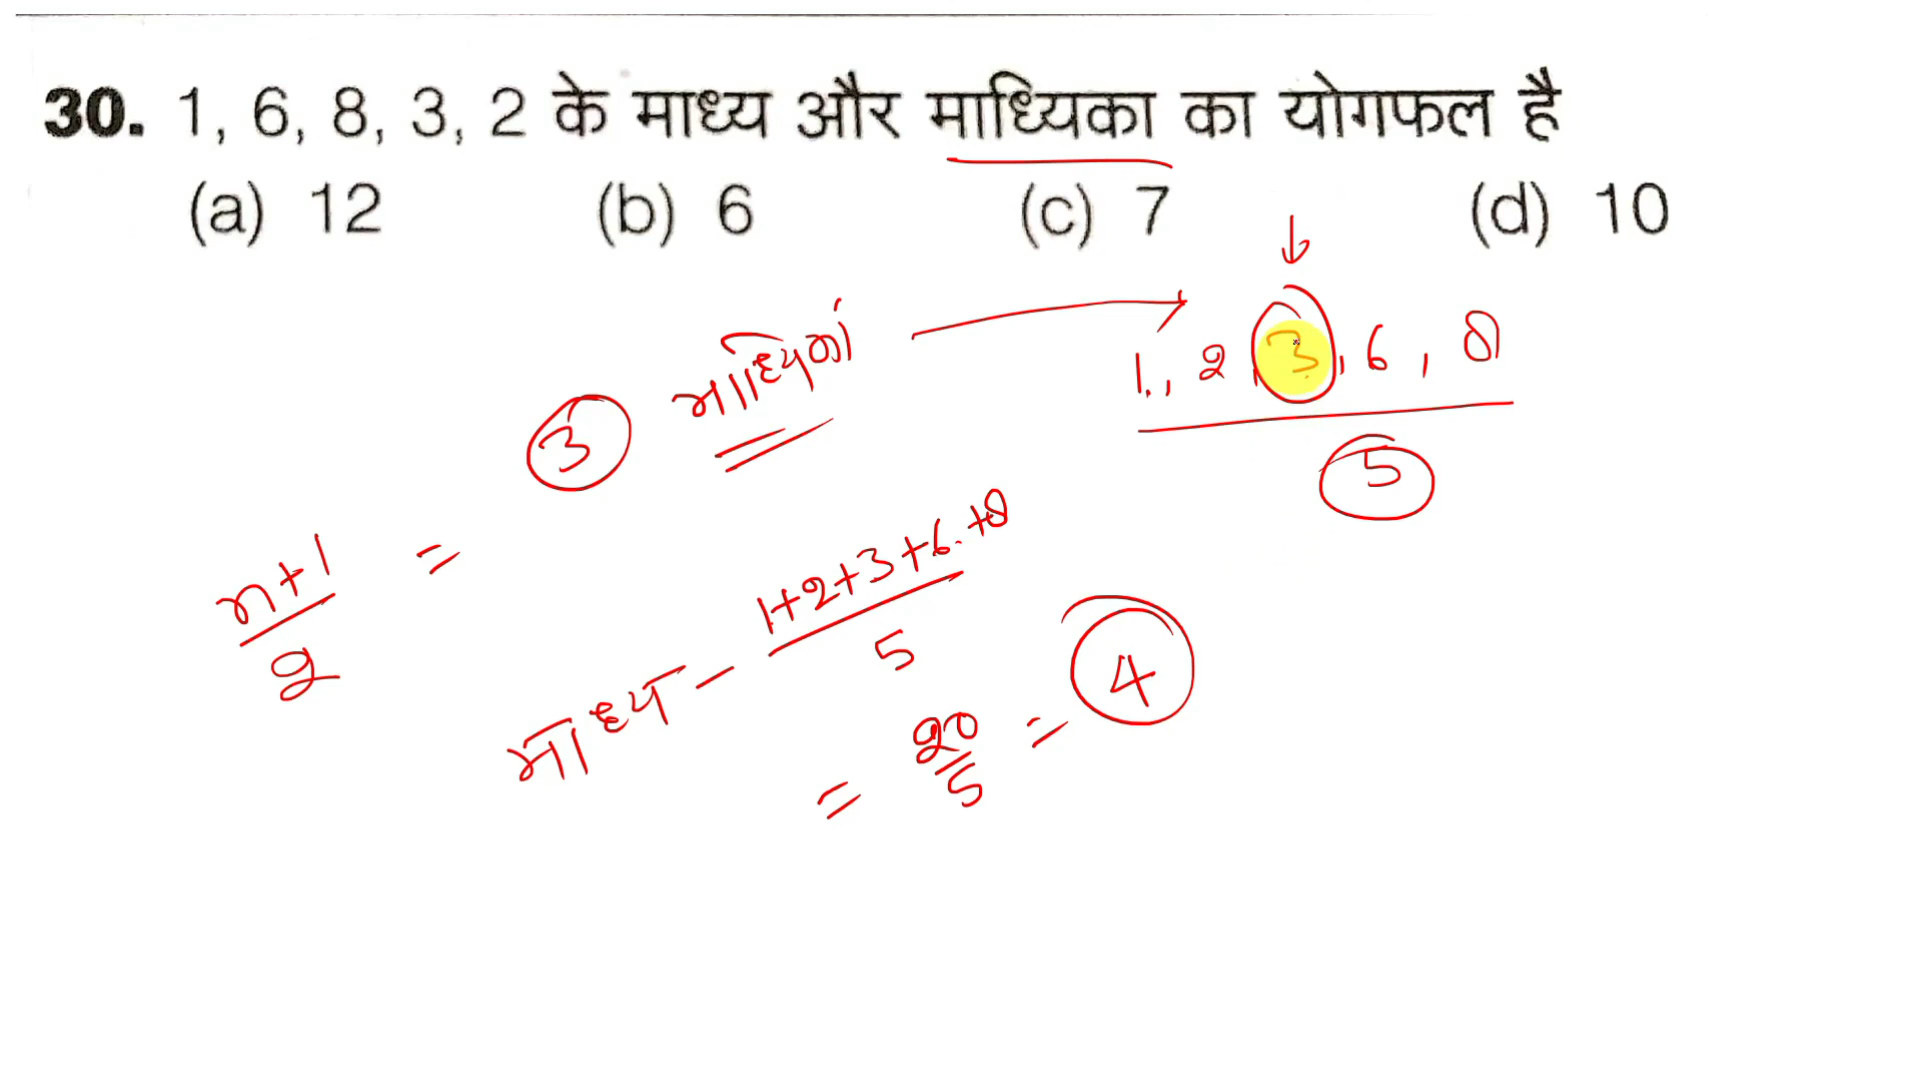 30. 1, 6, 8, 3, 2 के माध्य और माध्यिका का योगफल है
(a) 12 (b) 6 (c) 7 (d) 10
माध्यिका → 1, 2, 3, 6, 8
3
5
n+1/2 =
माध्य - 1+2+3+6+8/5
= 20/5 = 4